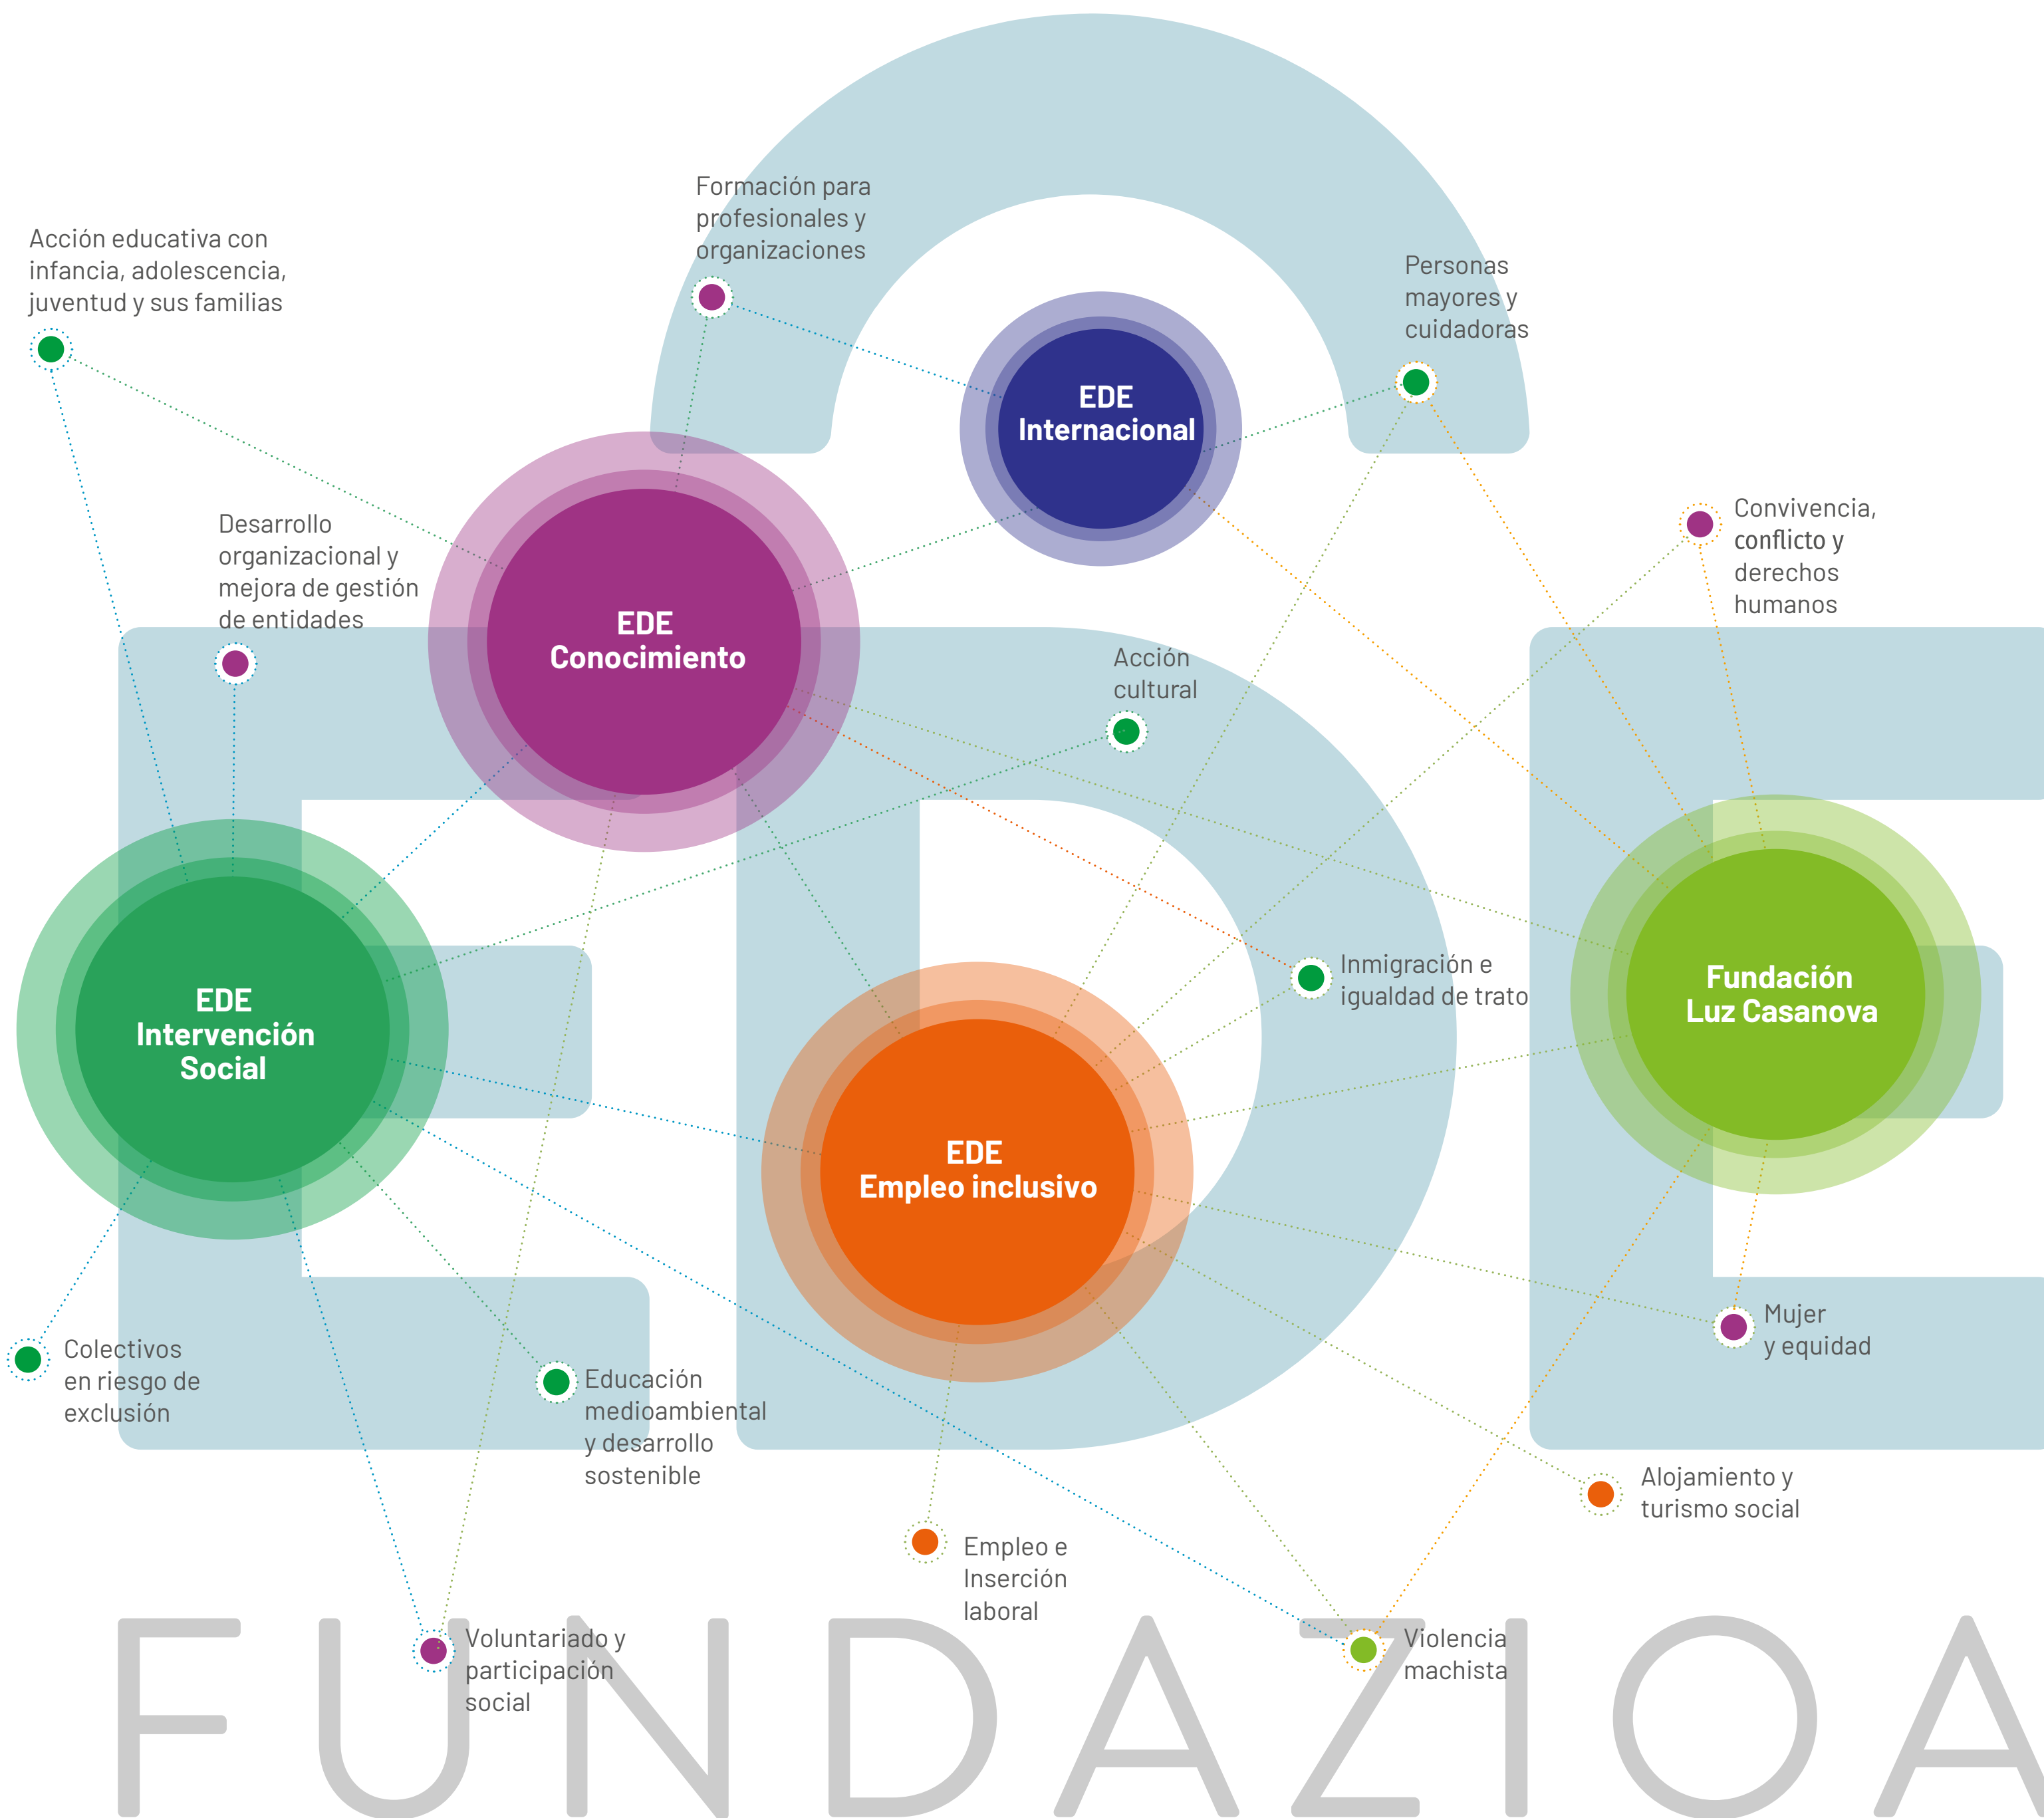 Formación para
profesionales y
organizaciones
Acción educativa con
infancia, adolescencia,
juventud y sus familias
Personas
mayores y
cuidadoras
EDE
Internacional
Desarrollo
organizacional y
mejora de gestión
de entidades
Convivencia,
conflicto y
derechos
humanos
EDE
Conocimiento
Acción
cultural
Inmigración e
igualdad de trato
Fundación
Luz Casanova
EDE
Intervención
Social
EDE
Empleo inclusivo
Mujer
y equidad
Colectivos
en riesgo de
exclusión
Educación
medioambiental
y desarrollo
sostenible
Alojamiento y
turismo social
Empleo e
Inserción
laboral
Voluntariado y
participación
social
Violencia
machista
EDE
FUNDAZIOA